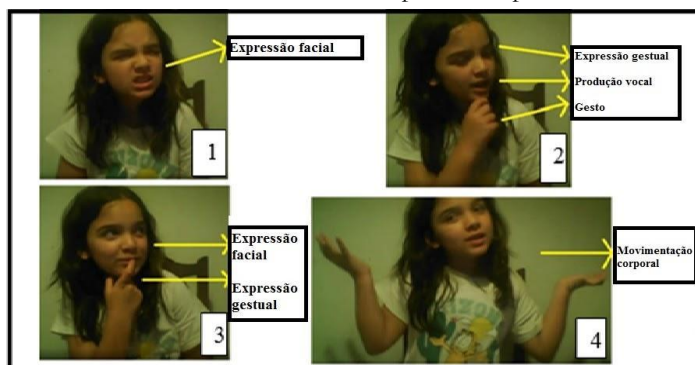 Expressão facial
1
Expressão gestual
Produção vocal
Gesto
2
Expressão
facial
Expressão
gestual
3
Movimentação
corporal
4